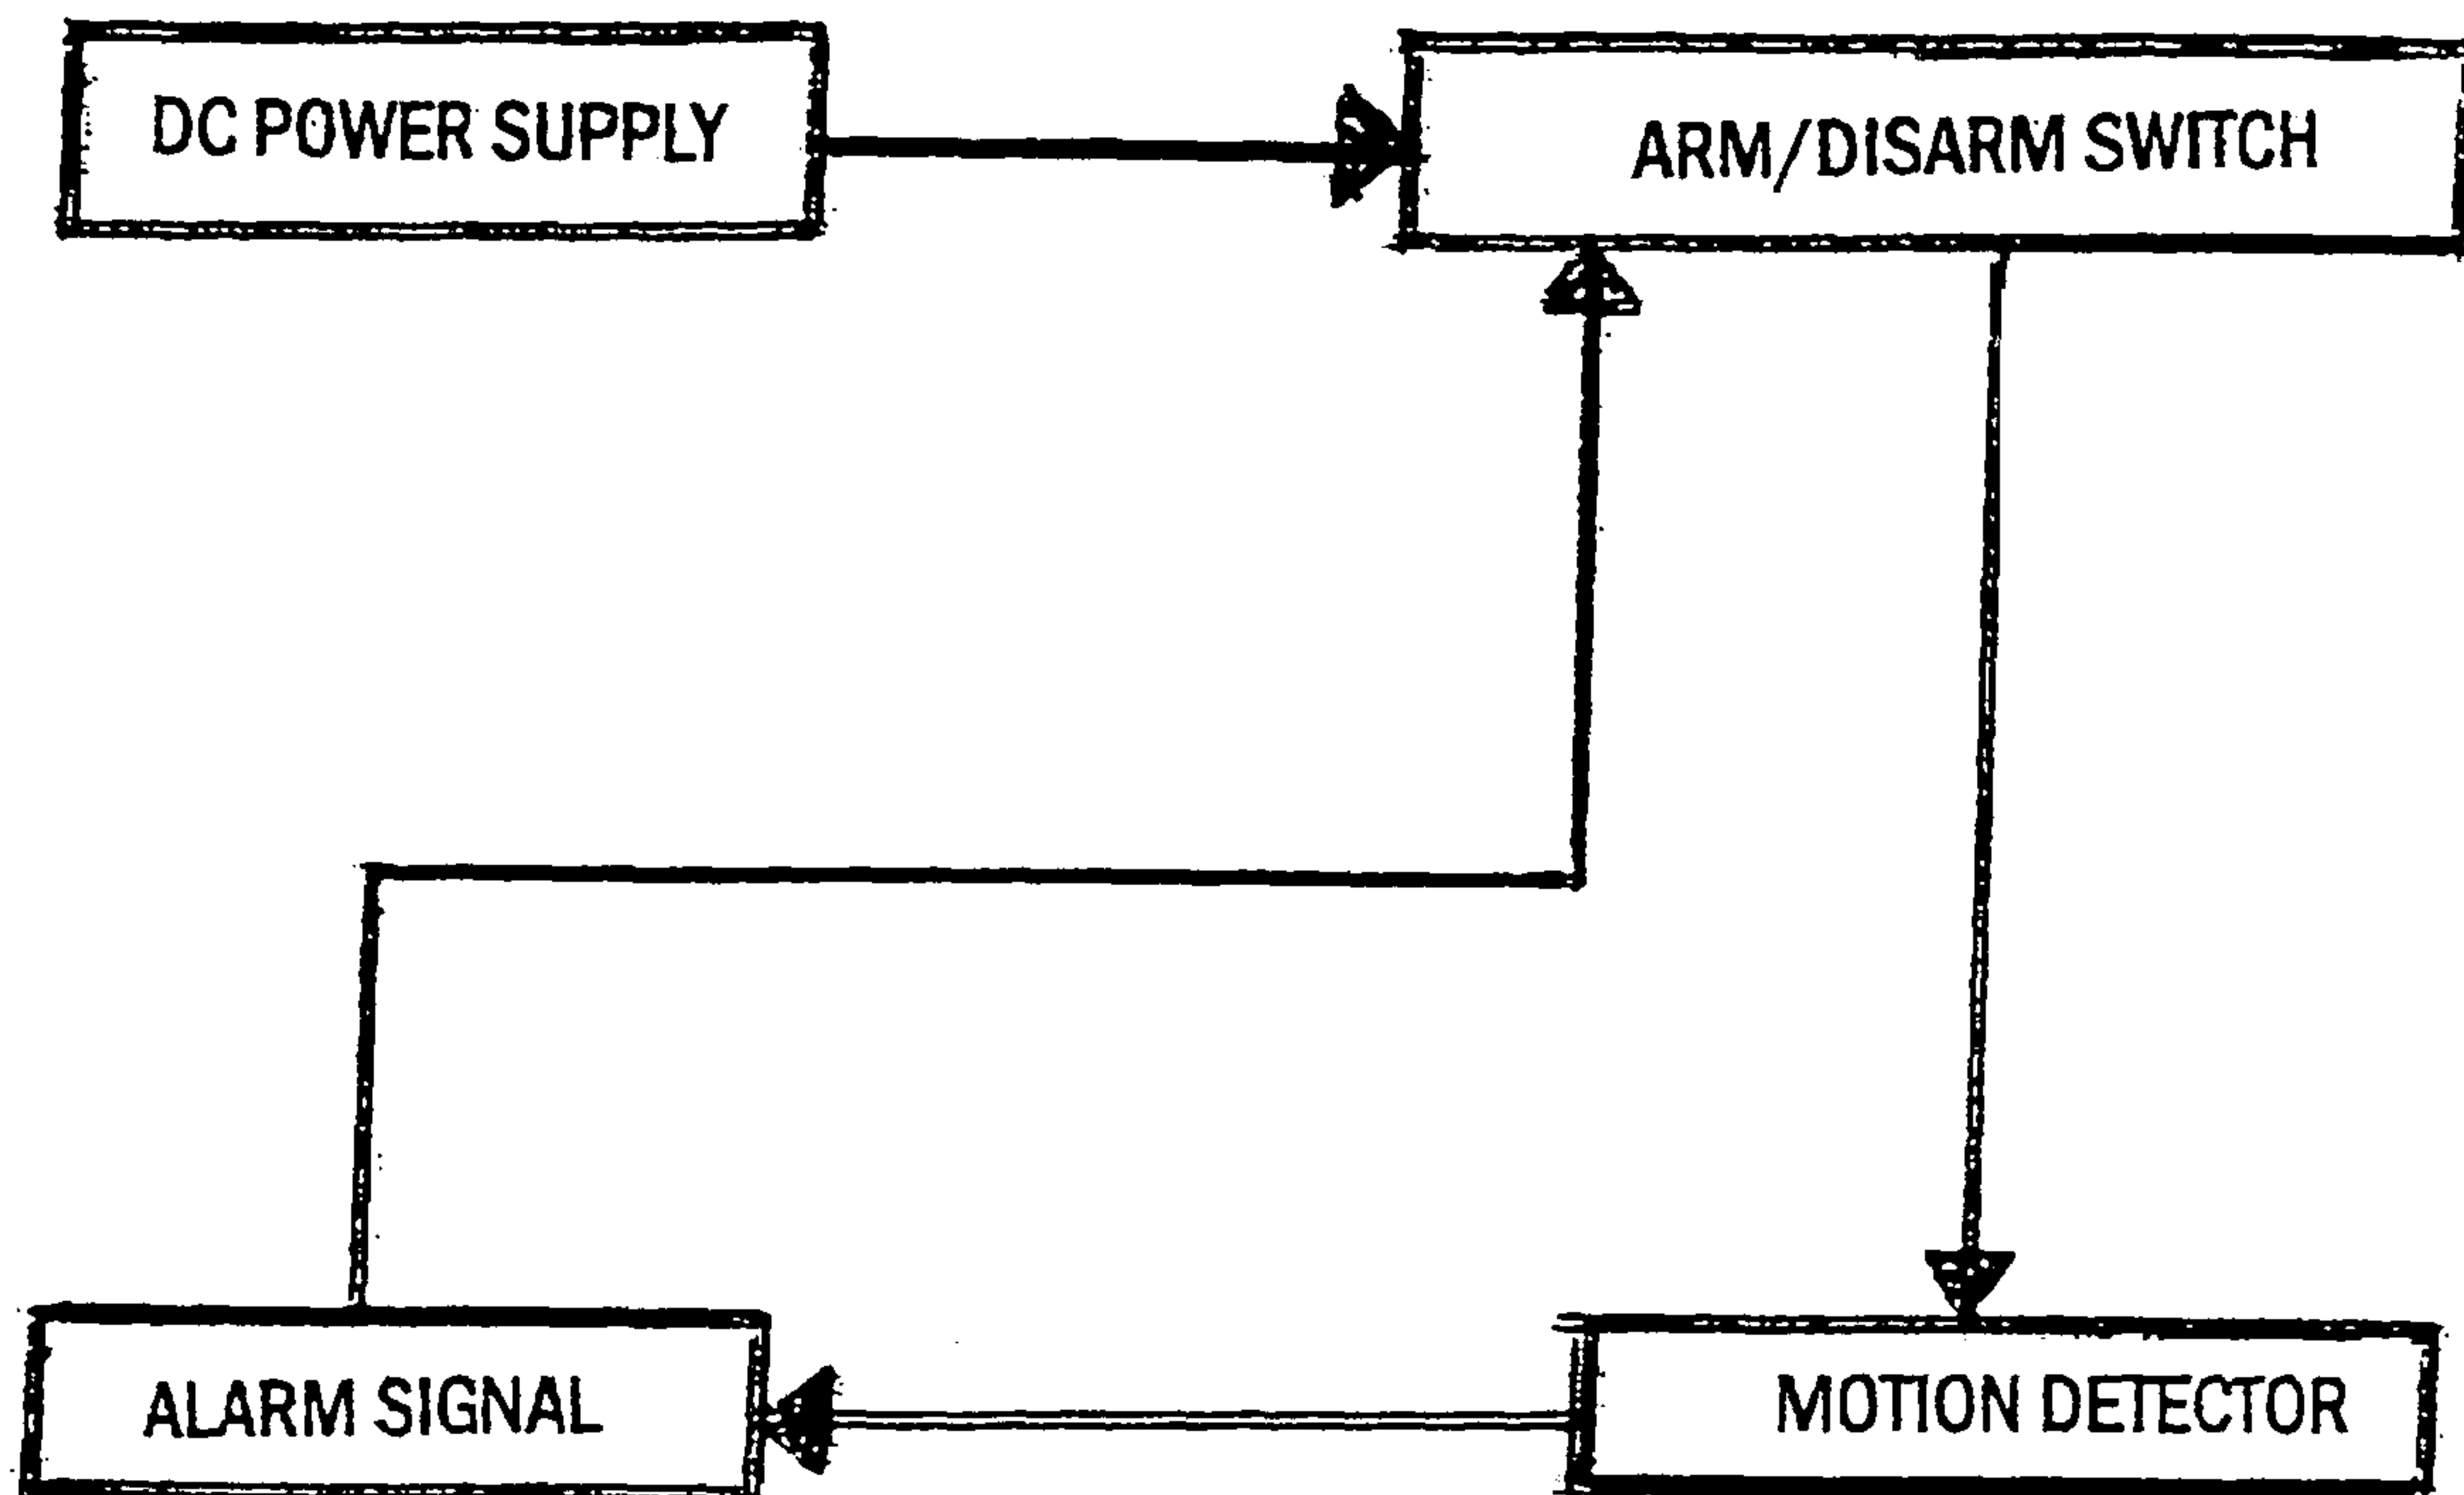 DC POWER SUPPLY
ARM/DISARM SWITCH
ALARM SIGNAL
MOTION DETECTOR